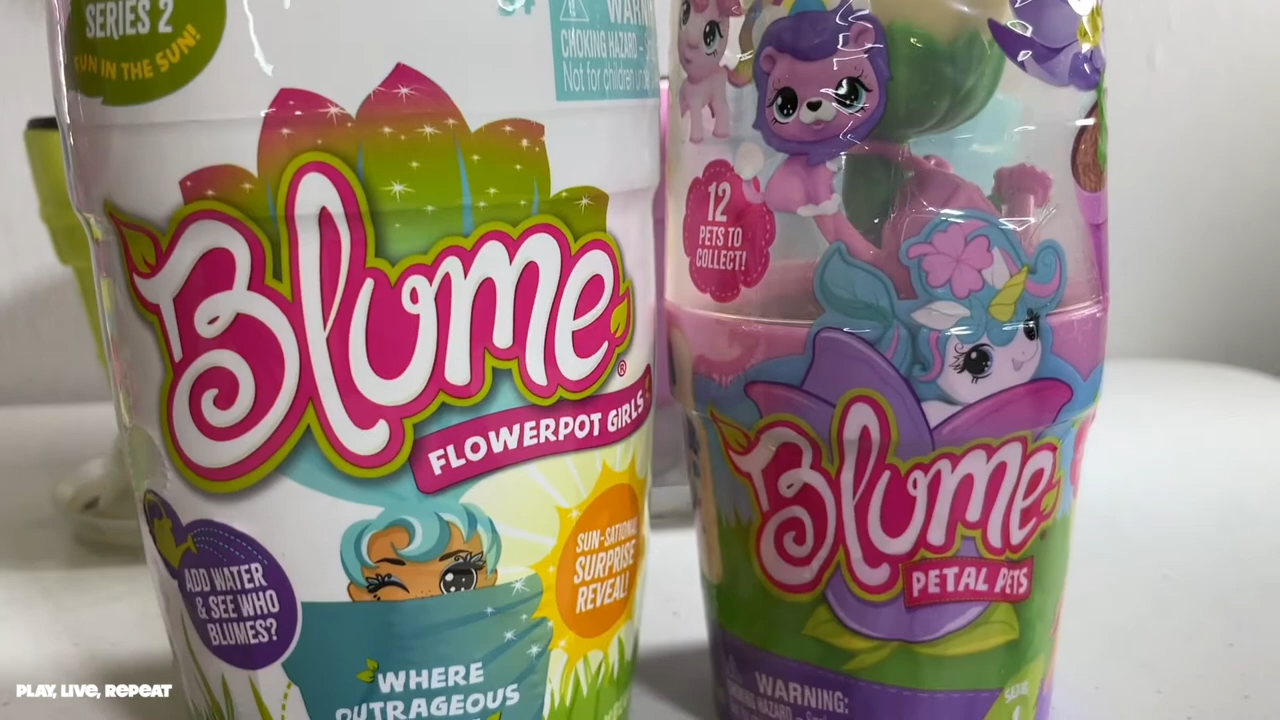 SERIES 2
FUN IN THE SUN!
CHOKING HAZARD –
Not for children
Blume®
FLOWERPOT GIRLS
ADD WATER
& SEE WHO
BLUMES?
SUN-SATIONAL
SURPRISE
REVEAL!
WHERE
OUTRAGEOUS
12
PETS TO
COLLECT!
Blume
PETAL PETS
WARNING:
CHOKING HAZARD –
PLAY, LIVE, REPEAT